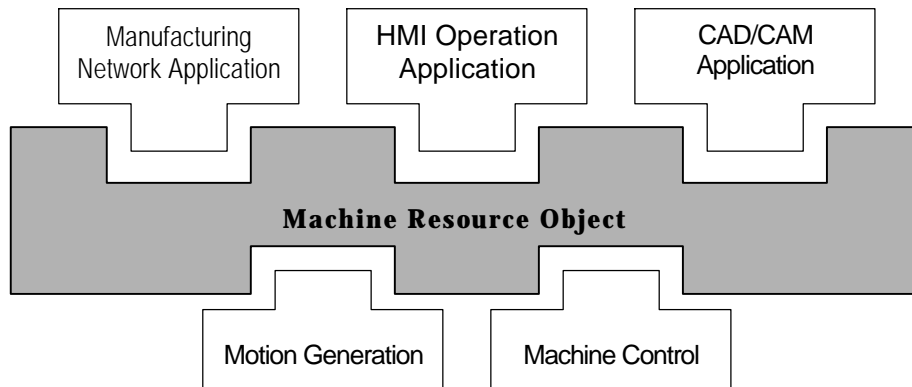 Manufacturing
Network Application
HMI Operation
Application
CAD/CAM
Application
Machine Resource Object
Motion Generation
Machine Control